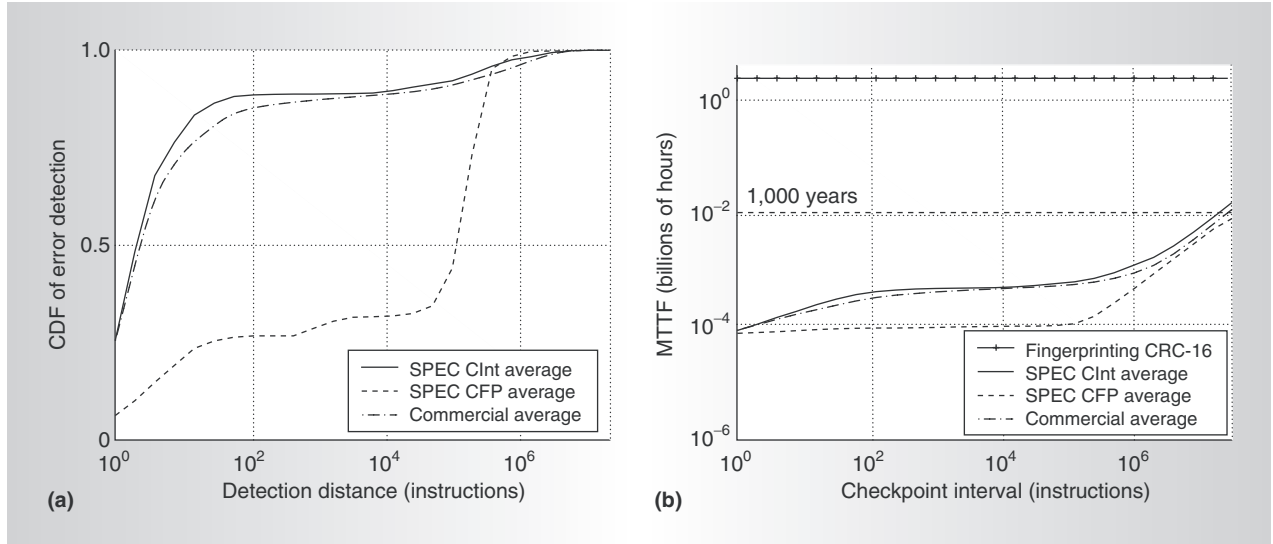 1.0
0.5
0
CDF of error detection
SPEC CInt average
SPEC CFP average
Commercial average
10^0 10^2 10^4 10^6
Detection distance (instructions)
(a)
10^0
10^-2
10^-4
10^-6
MTTF (billions of hours)
1,000 years
Fingerprinting CRC-16
SPEC CInt average
SPEC CFP average
Commercial average
10^0 10^2 10^4 10^6
Checkpoint interval (instructions)
(b)